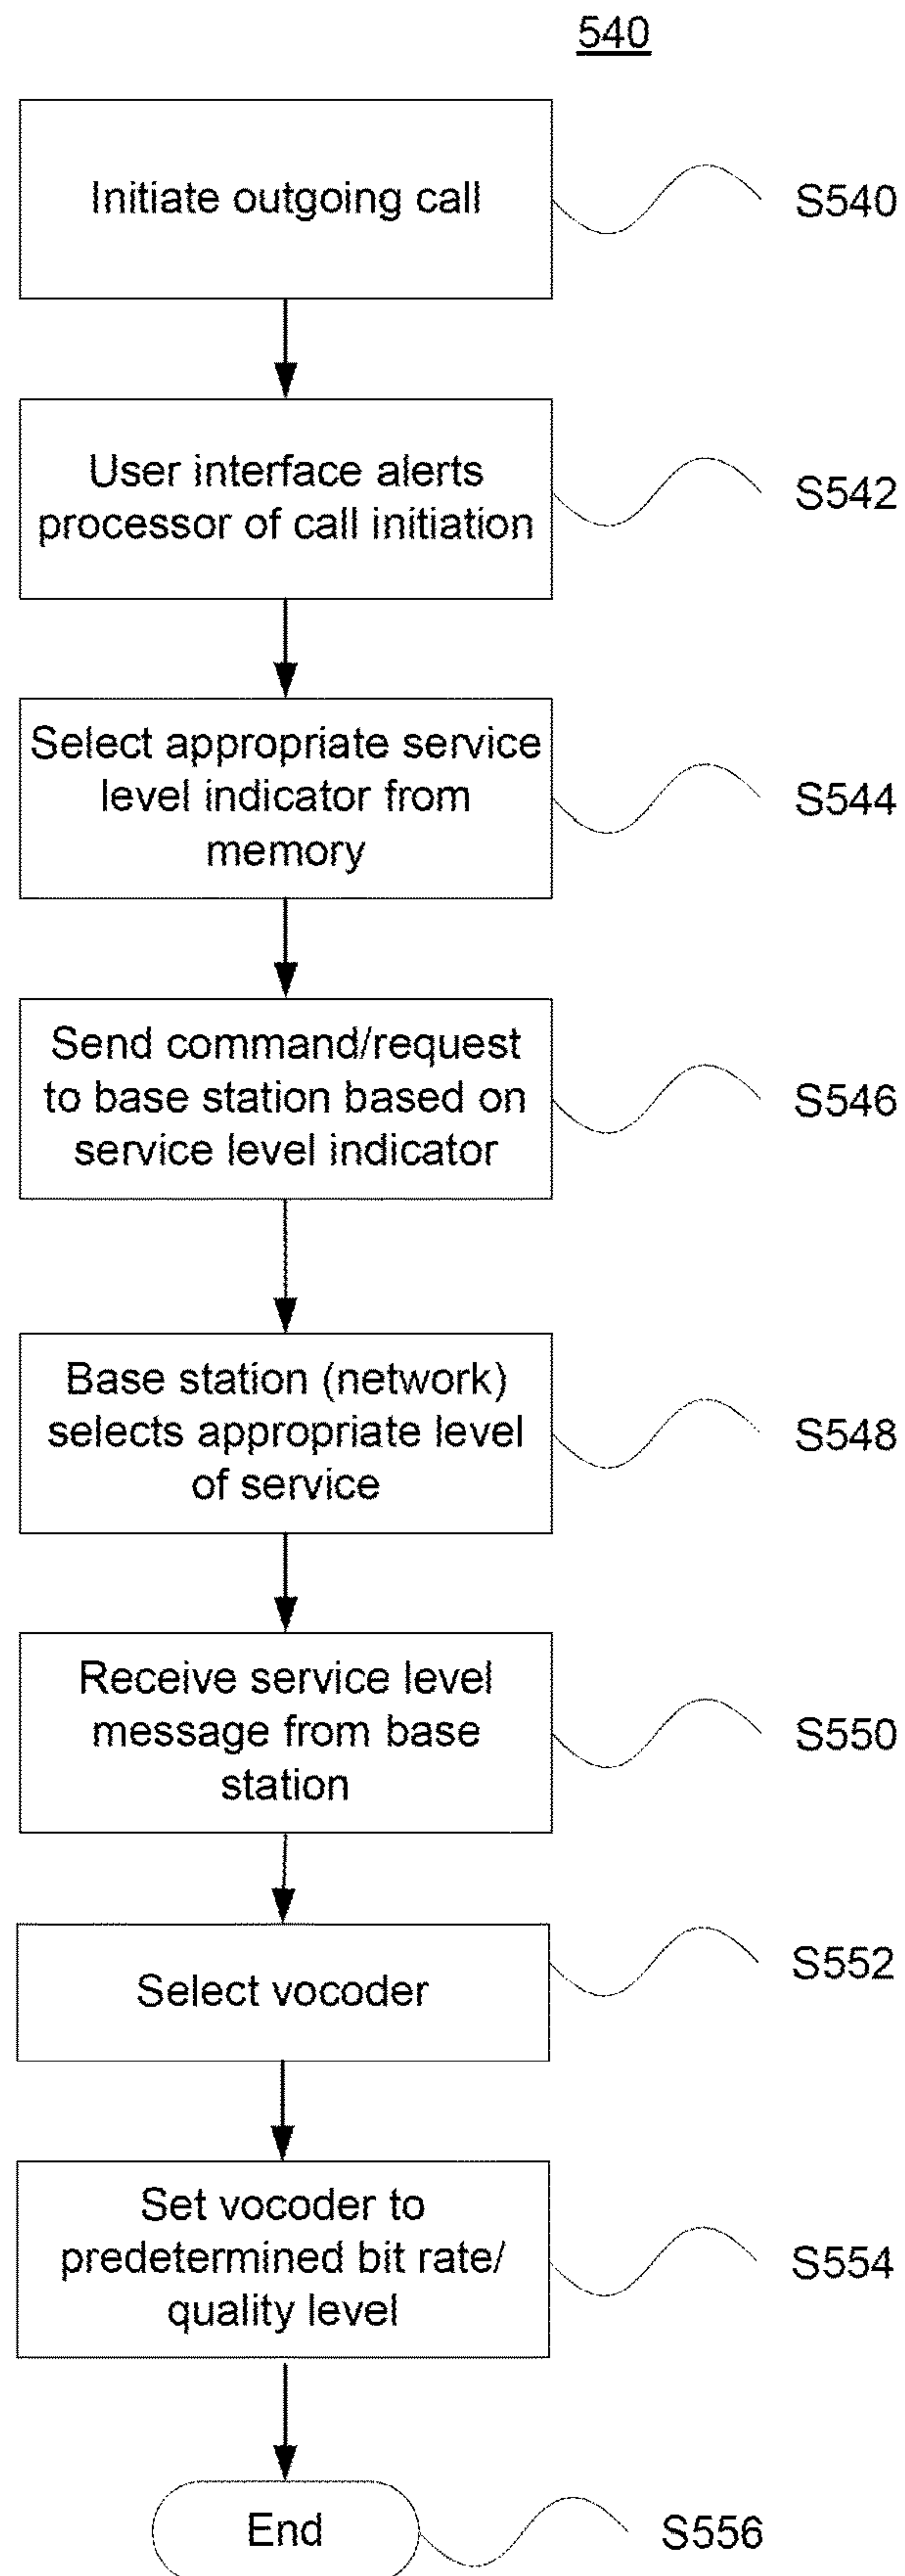 540
Initiate outgoing call
S540
User interface alerts
processor of call initiation
S542
Select appropriate service
level indicator from
memory
S544
Send command/request
to base station based on
service level indicator
S546
Base station (network)
selects appropriate level
of service
S548
Receive service level
message from base
station
S550
Select vocoder
S552
Set vocoder to
predetermined bit rate/
quality level
S554
End
S556